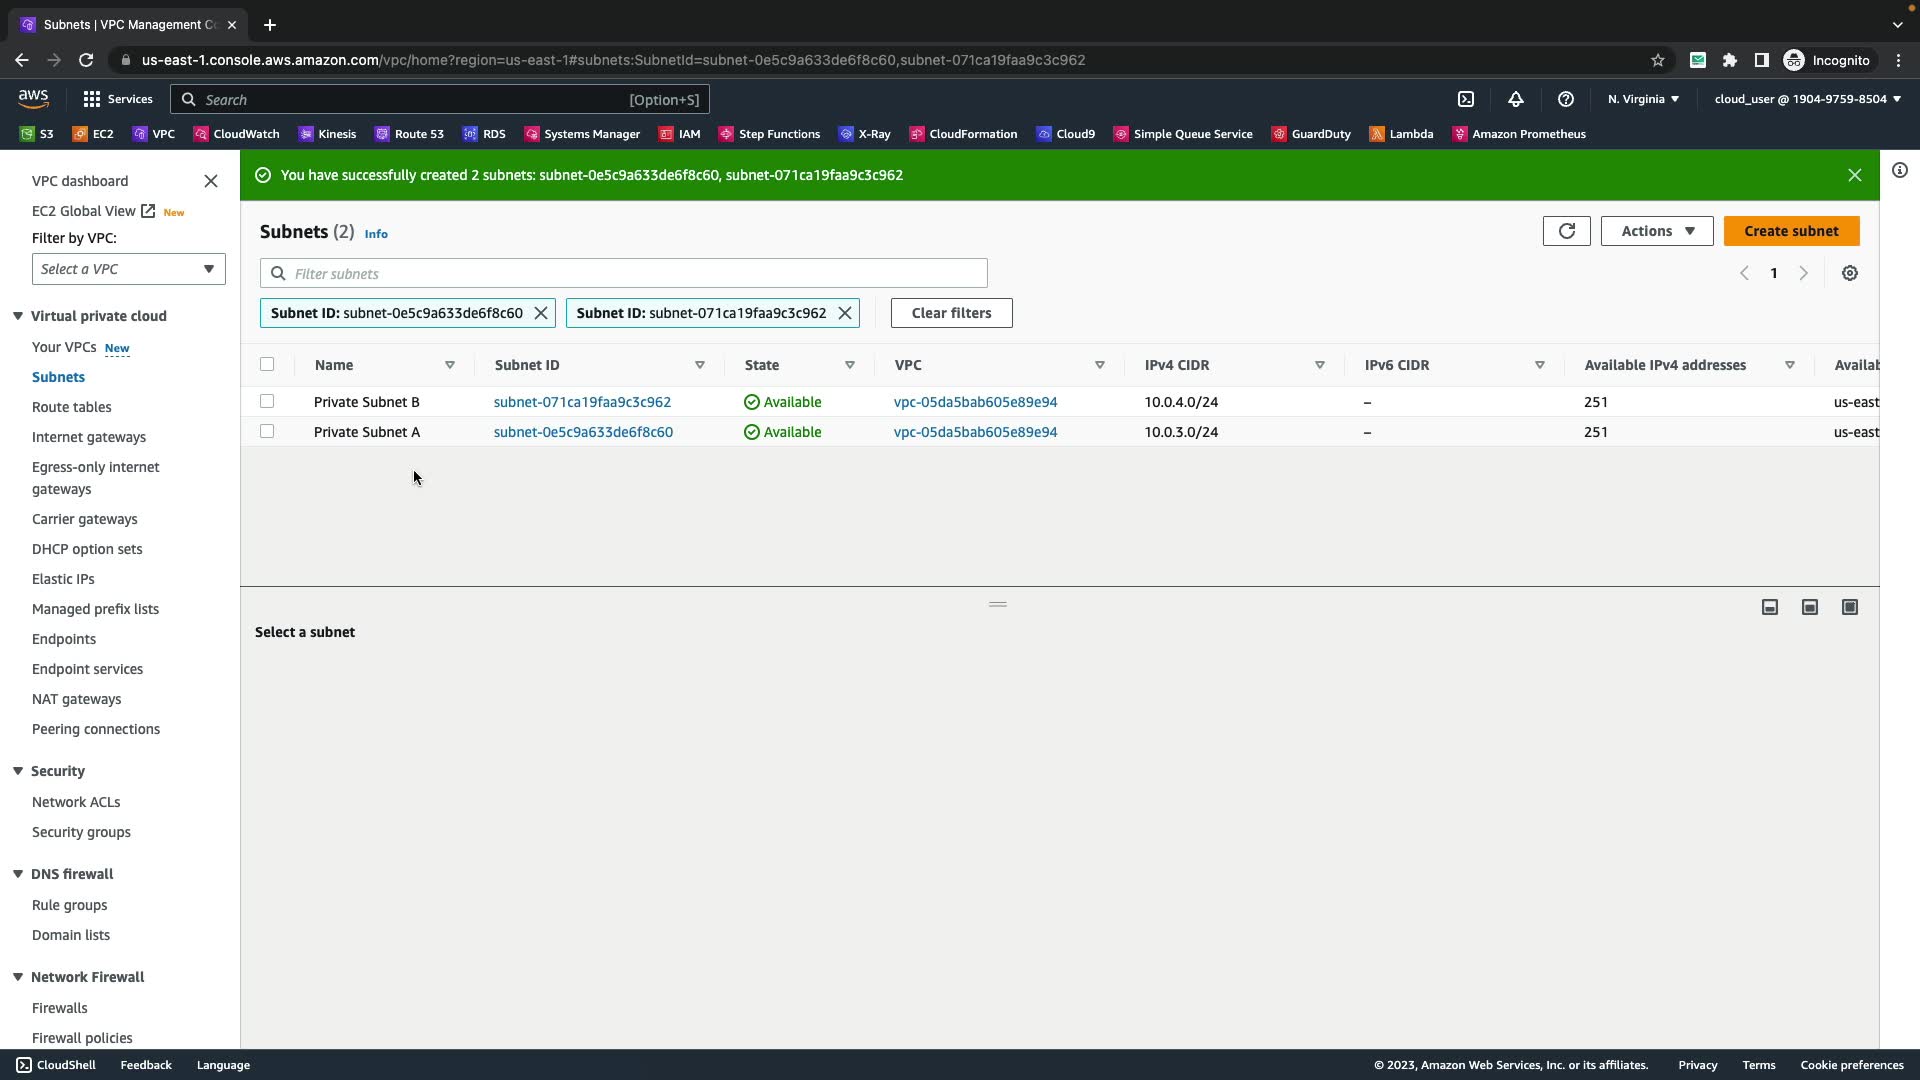 Subnets | VPC Management Co
us-east-1.console.aws.amazon.com/vpc/home?region=us-east-1#subnets:SubnetId=subnet-0e5c9a633de6f8c60,subnet-071ca19faa9c3c962
Incognito
aws
Services
Search
[Option+S]
N. Virginia
cloud_user @ 1904-9759-8504
S3
EC2
VPC
CloudWatch
Kinesis
Route 53
RDS
Systems Manager
IAM
Step Functions
X-Ray
CloudFormation
Cloud9
Simple Queue Service
GuardDuty
Lambda
Amazon Prometheus
VPC dashboard
EC2 Global View New
Filter by VPC:
Select a VPC
Virtual private cloud
Your VPCs New
Subnets
Route tables
Internet gateways
Egress-only internet
gateways
Carrier gateways
DHCP option sets
Elastic IPs
Managed prefix lists
Endpoints
Endpoint services
NAT gateways
Peering connections
Security
Network ACLs
Security groups
DNS firewall
Rule groups
Domain lists
Network Firewall
Firewalls
Firewall policies
You have successfully created 2 subnets: subnet-0e5c9a633de6f8c60, subnet-071ca19faa9c3c962
Subnets (2) Info
Actions
Create subnet
Filter subnets
1
Subnet ID: subnet-0e5c9a633de6f8c60
Subnet ID: subnet-071ca19faa9c3c962
Clear filters
Name Subnet ID State VPC IPv4 CIDR IPv6 CIDR Available IPv4 addresses Availab
Private Subnet B subnet-071ca19faa9c3c962 Available vpc-05da5bab605e89e94 10.0.4.0/24 – 251 us-east
Private Subnet A subnet-0e5c9a633de6f8c60 Available vpc-05da5bab605e89e94 10.0.3.0/24 – 251 us-east
Select a subnet
CloudShell
Feedback
Language
© 2023, Amazon Web Services, Inc. or its affiliates.
Privacy
Terms
Cookie preferences